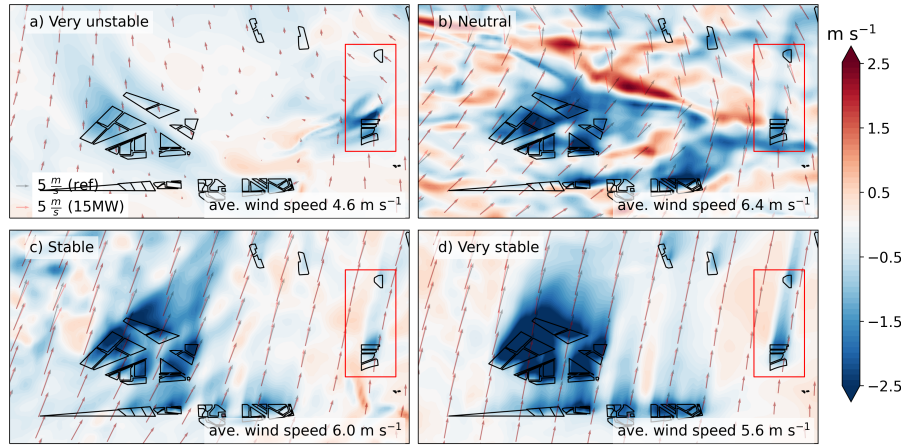 a) Very unstable
5 m/s (ref)
5 m/s (15MW)
ave. wind speed 4.6 m s⁻¹
b) Neutral
ave. wind speed 6.4 m s⁻¹
c) Stable
ave. wind speed 6.0 m s⁻¹
d) Very stable
ave. wind speed 5.6 m s⁻¹
m s⁻¹
2.5
1.5
0.5
−0.5
−1.5
−2.5